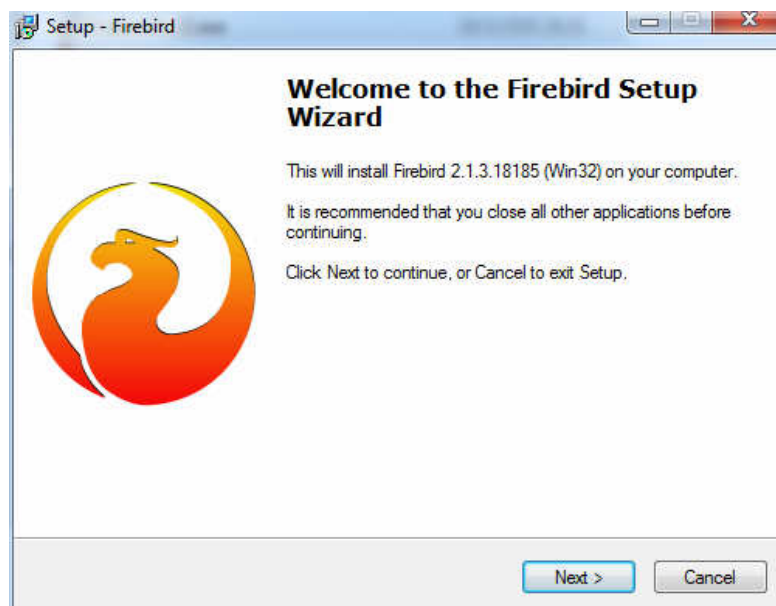 Setup - Firebird
Welcome to the Firebird Setup
Wizard
This will install Firebird 2.1.3.18185 (Win32) on your computer.
It is recommended that you close all other applications before
continuing.
Click Next to continue, or Cancel to exit Setup.
Next >
Cancel